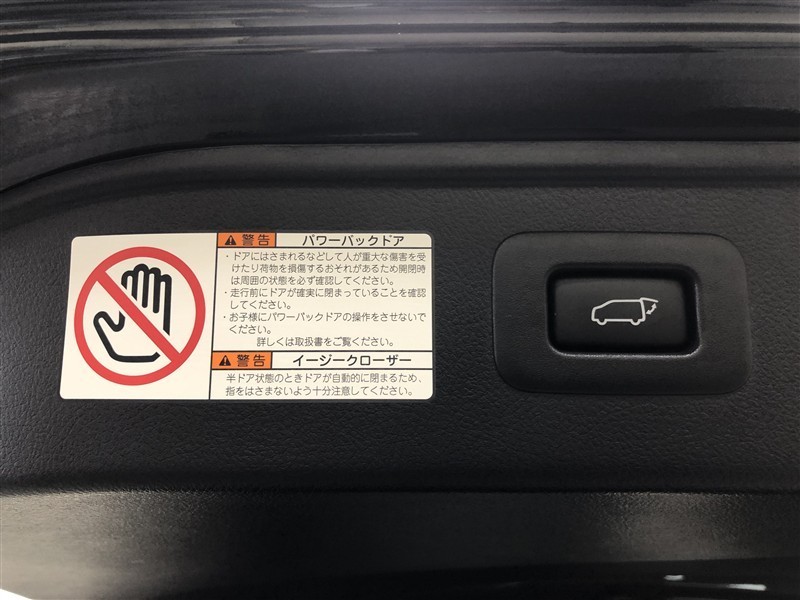 警告 パワーバックドア
・ドアにはさまれるなどして人が重大な傷害を受
けたり荷物を損傷するおそれがあるため開閉時
は周囲の状態を必ず確認してください。
・走行前にドアが確実に閉まっていることを確認
してください。
・お子様にパワーバックドアの操作をさせないで
ください。
詳しくは取扱書をご覧ください。
警告 イージークローザー
半ドア状態のときドアが自動的に閉まるため、
指をはさまないよう十分注意してください。